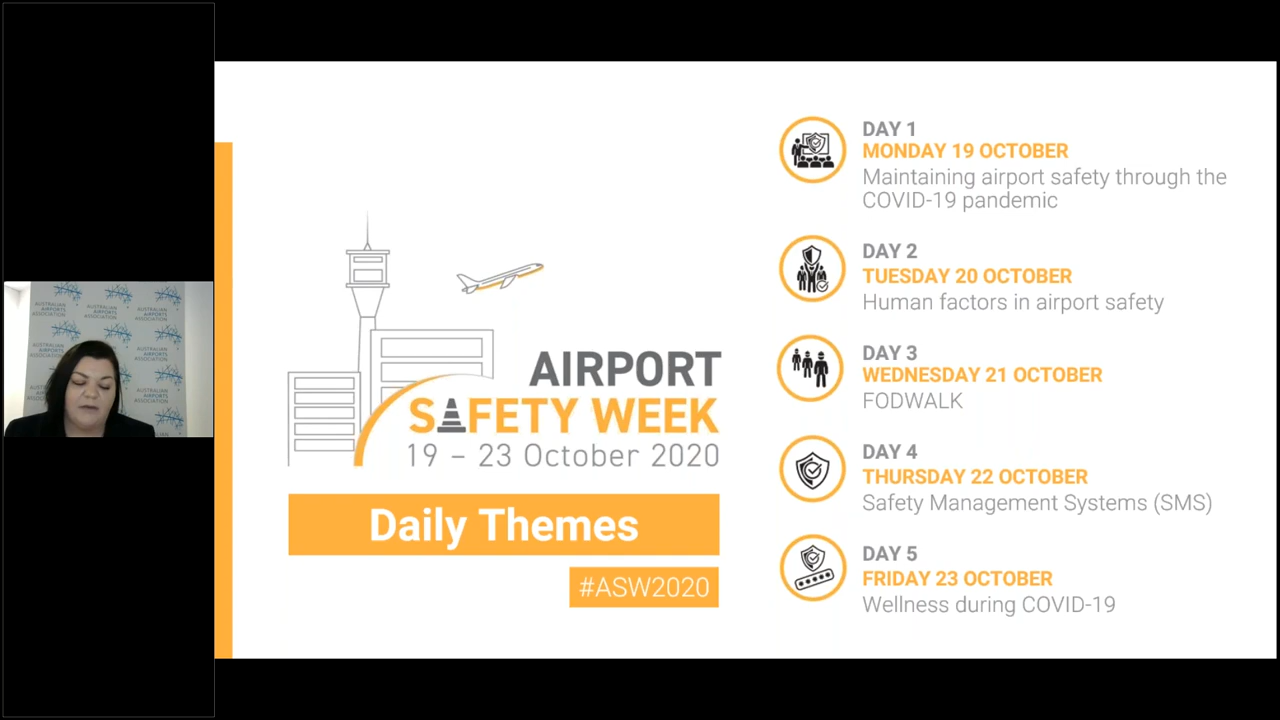 AUSTRALIAN
AIRPORTS
ASSOCIATION
AIRPORT
SAFETY WEEK
19 – 23 October 2020
Daily Themes
#ASW2020
DAY 1
MONDAY 19 OCTOBER
Maintaining airport safety through the
COVID-19 pandemic
DAY 2
TUESDAY 20 OCTOBER
Human factors in airport safety
DAY 3
WEDNESDAY 21 OCTOBER
FODWALK
DAY 4
THURSDAY 22 OCTOBER
Safety Management Systems (SMS)
DAY 5
FRIDAY 23 OCTOBER
Wellness during COVID-19